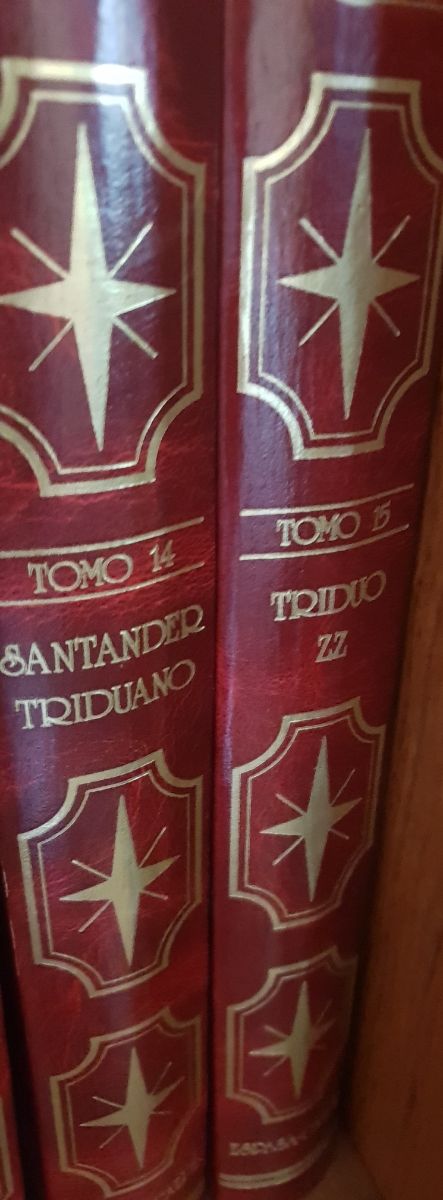 TOMO 14
SANTANDER
TRIDUANO
TOMO 15
TRIDUO
ZZ